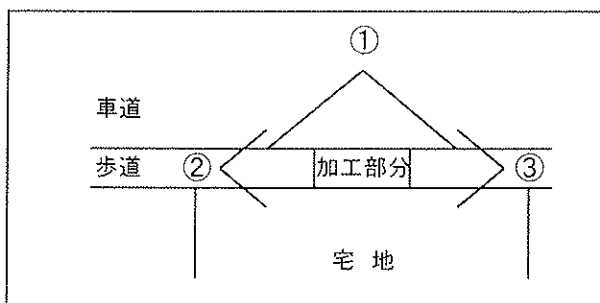 ①
車道
歩道 ② 加工部分 ③
宅 地